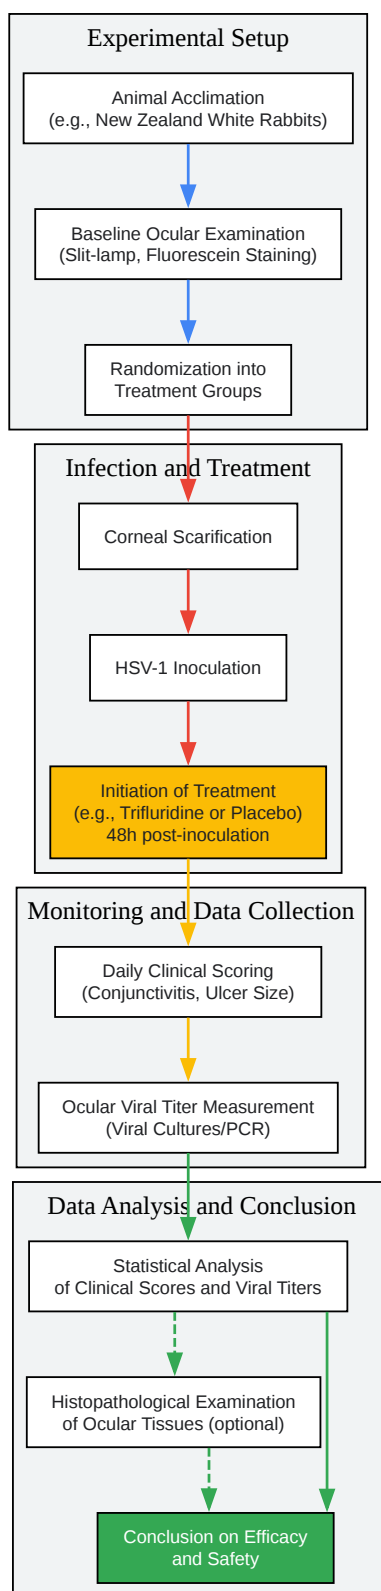 Experimental Setup
Animal Acclimation
(e.g., New Zealand White Rabbits)
Baseline Ocular Examination
(Slit-lamp, Fluorescein Staining)
Randomization into
Treatment Groups
Infection and Treatment
Corneal Scarification
HSV-1 Inoculation
Initiation of Treatment
(e.g., Trifluridine or Placebo)
48h post-inoculation
Monitoring and Data Collection
Daily Clinical Scoring
(Conjunctivitis, Ulcer Size)
Ocular Viral Titer Measurement
(Viral Cultures/PCR)
Data Analysis and Conclusion
Statistical Analysis
of Clinical Scores and Viral Titers
Histopathological Examination
of Ocular Tissues (optional)
Conclusion on Efficacy
and Safety